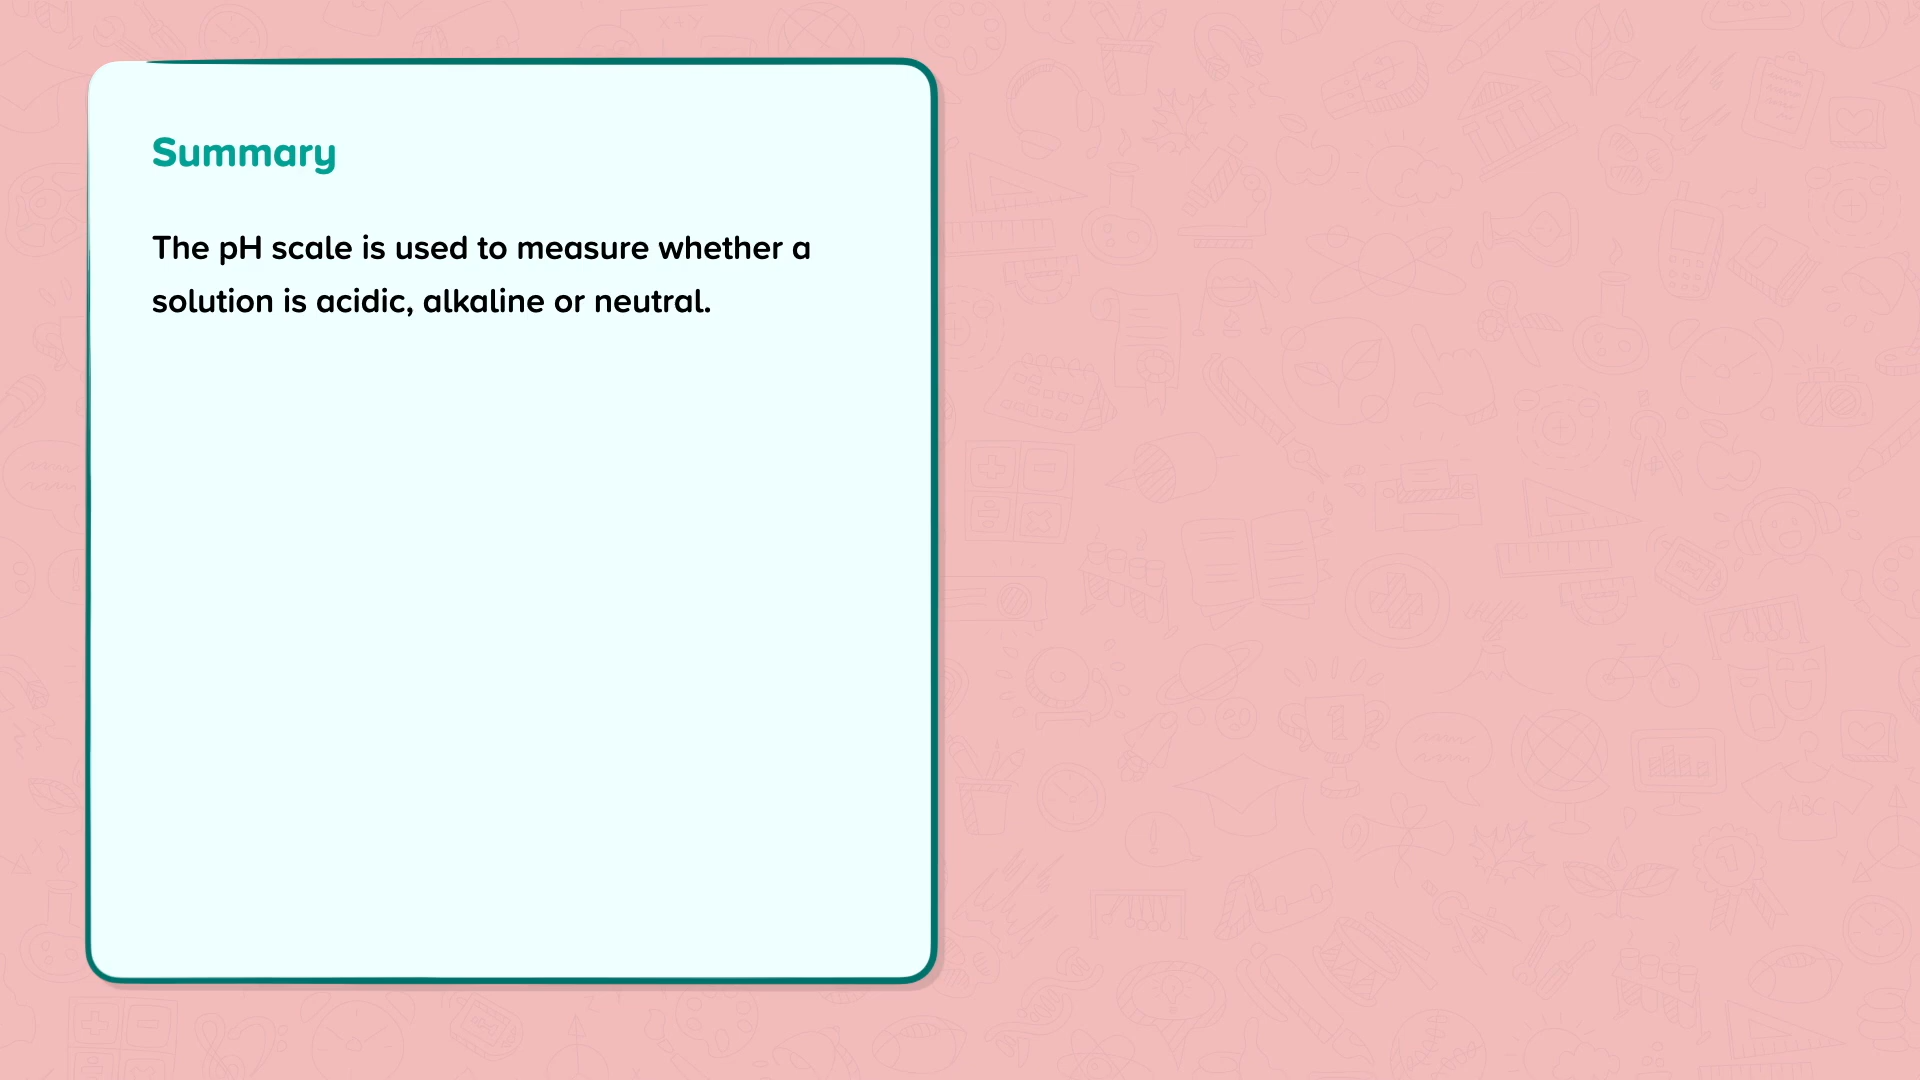 Summary
The pH scale is used to measure whether a
solution is acidic, alkaline or neutral.